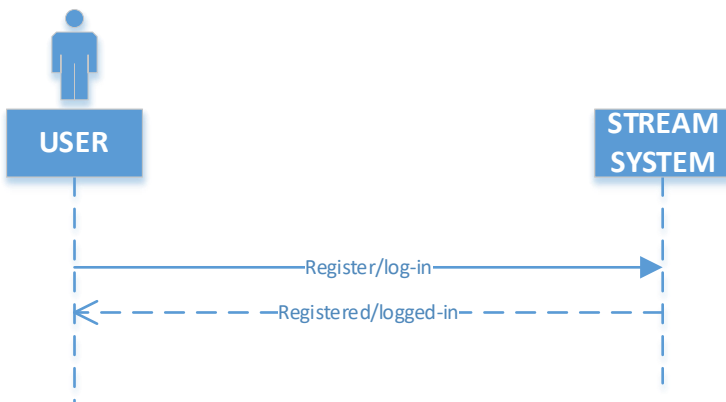 USER
STREAM
SYSTEM
Register/log-in
Registered/logged-in